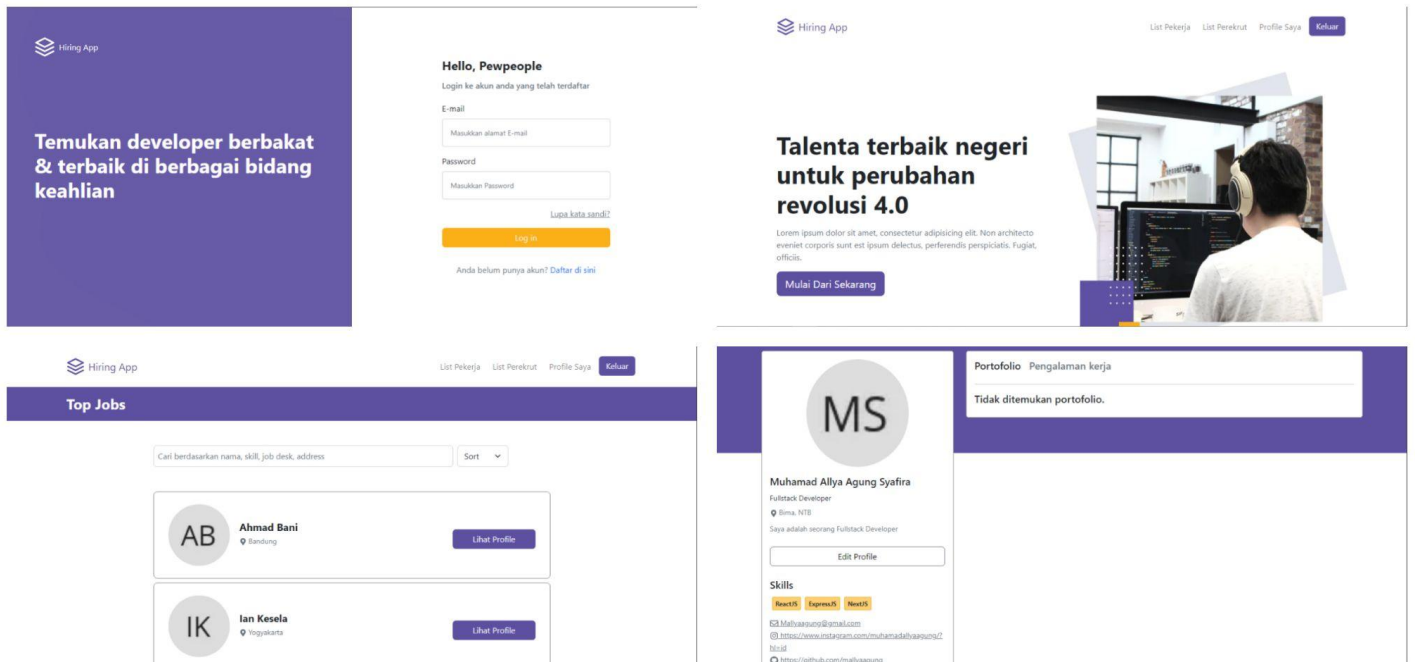 Hiring App
Temukan developer berbakat
& terbaik di berbagai bidang
keahlian
Hello, Pewpeople
Login ke akun anda yang telah terdaftar
E-mail
Masukkan alamat E-mail
Password
Masukkan Password
Lupa kata sandi?
Log in
Anda belum punya akun? Daftar di sini
Hiring App
List Pekerja List Perekrut Profile Saya Keluar
Talenta terbaik negeri
untuk perubahan
revolusi 4.0
Lorem ipsum dolor sit amet, consectetur adipisicing elit. Non architecto
eveniet corporis sunt est ipsum delectus, perferendis perspiciatis. Fugiat,
officiis.
Mulai Dari Sekarang
Hiring App
List Pekerja List Perekrut Profile Saya Keluar
Top Jobs
Cari berdasarkan nama, skill, job desk, address
Sort
AB
Ahmad Bani
Bandung
Lihat Profile
IK
Ian Kesela
Yogyakarta
Lihat Profile
MS
Muhamad Allya Agung Syafira
Fullstack Developer
Bima, NTB
Saya adalah seorang Fullstack Developer
Edit Profile
Skills
ReactJS ExpressJS NextJS
Mallyaagung@gmail.com
https://www.instagram.com/muhamadallyaagung/?
hl=id
https://github.com/mallyaagung
Portofolio Pengalaman kerja
Tidak ditemukan portofolio.